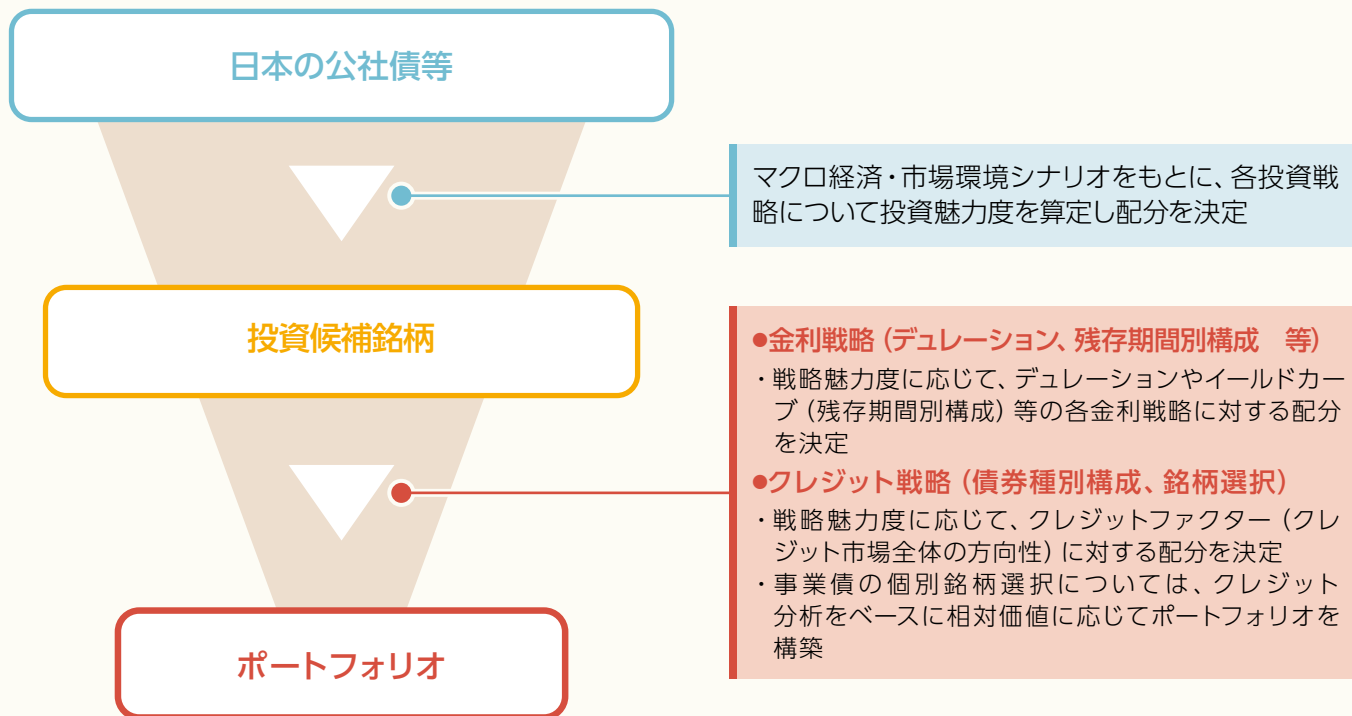 日本の公社債等
マクロ経済・市場環境シナリオをもとに、各投資戦
略について投資魅力度を算定し配分を決定
投資候補銘柄
●金利戦略（デュレーション、残存期間別構成　等）
・戦略魅力度に応じて、デュレーションやイールドカー
ブ（残存期間別構成）等の各金利戦略に対する配分
を決定
●クレジット戦略（債券種別構成、銘柄選択）
・戦略魅力度に応じて、クレジットファクター（クレ
ジット市場全体の方向性）に対する配分を決定
・事業債の個別銘柄選択については、クレジット
分析をベースに相対価値に応じてポートフォリオを
構築
ポートフォリオ